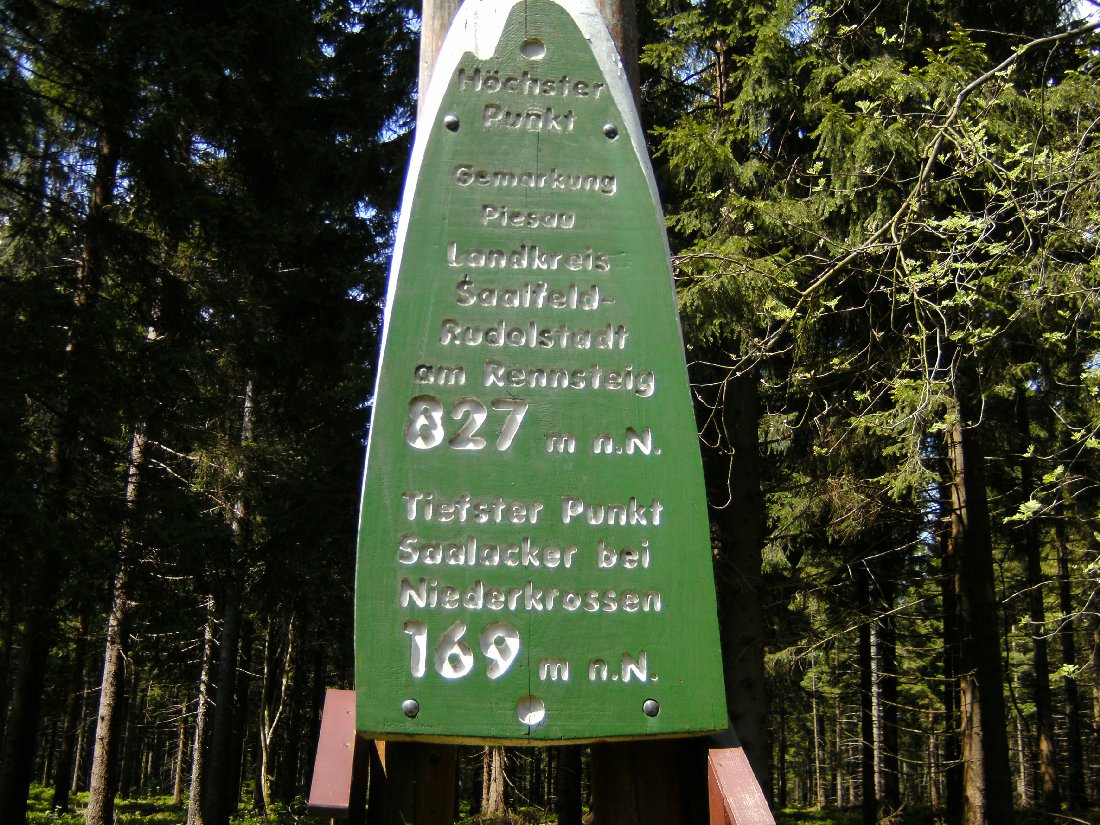 Höchster
Punkt
Gemarkung
Piesau
Landkreis
Saalfeld-
Rudolstadt
am Rennsteig
827 m n.N.
Tiefster Punkt
Saalacker bei
Niederkrossen
169 m n.N.